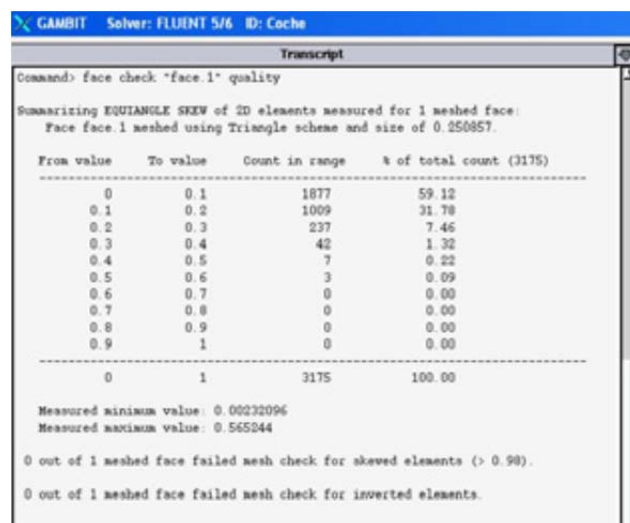 GAMBIT Solver: FLUENT 5/6 ID: Coche
Transcript
Command> face check "face.1" quality
Summarizing EQUIANGLE SKEW of 2D elements measured for 1 meshed face:
Face face.1 meshed using Triangle scheme and size of 0.250857.
From value To value Count in range % of total count (3175)
0 0.1 1877 59.12
0.1 0.2 1009 31.78
0.2 0.3 237 7.46
0.3 0.4 42 1.32
0.4 0.5 7 0.22
0.5 0.6 3 0.09
0.6 0.7 0 0.00
0.7 0.8 0 0.00
0.8 0.9 0 0.00
0.9 1 0 0.00
0 1 3175 100.00
Measured minimum value: 0.00232096
Measured maximum value: 0.565244
0 out of 1 meshed face failed mesh check for skewed elements (> 0.98).
0 out of 1 meshed face failed mesh check for inverted elements.